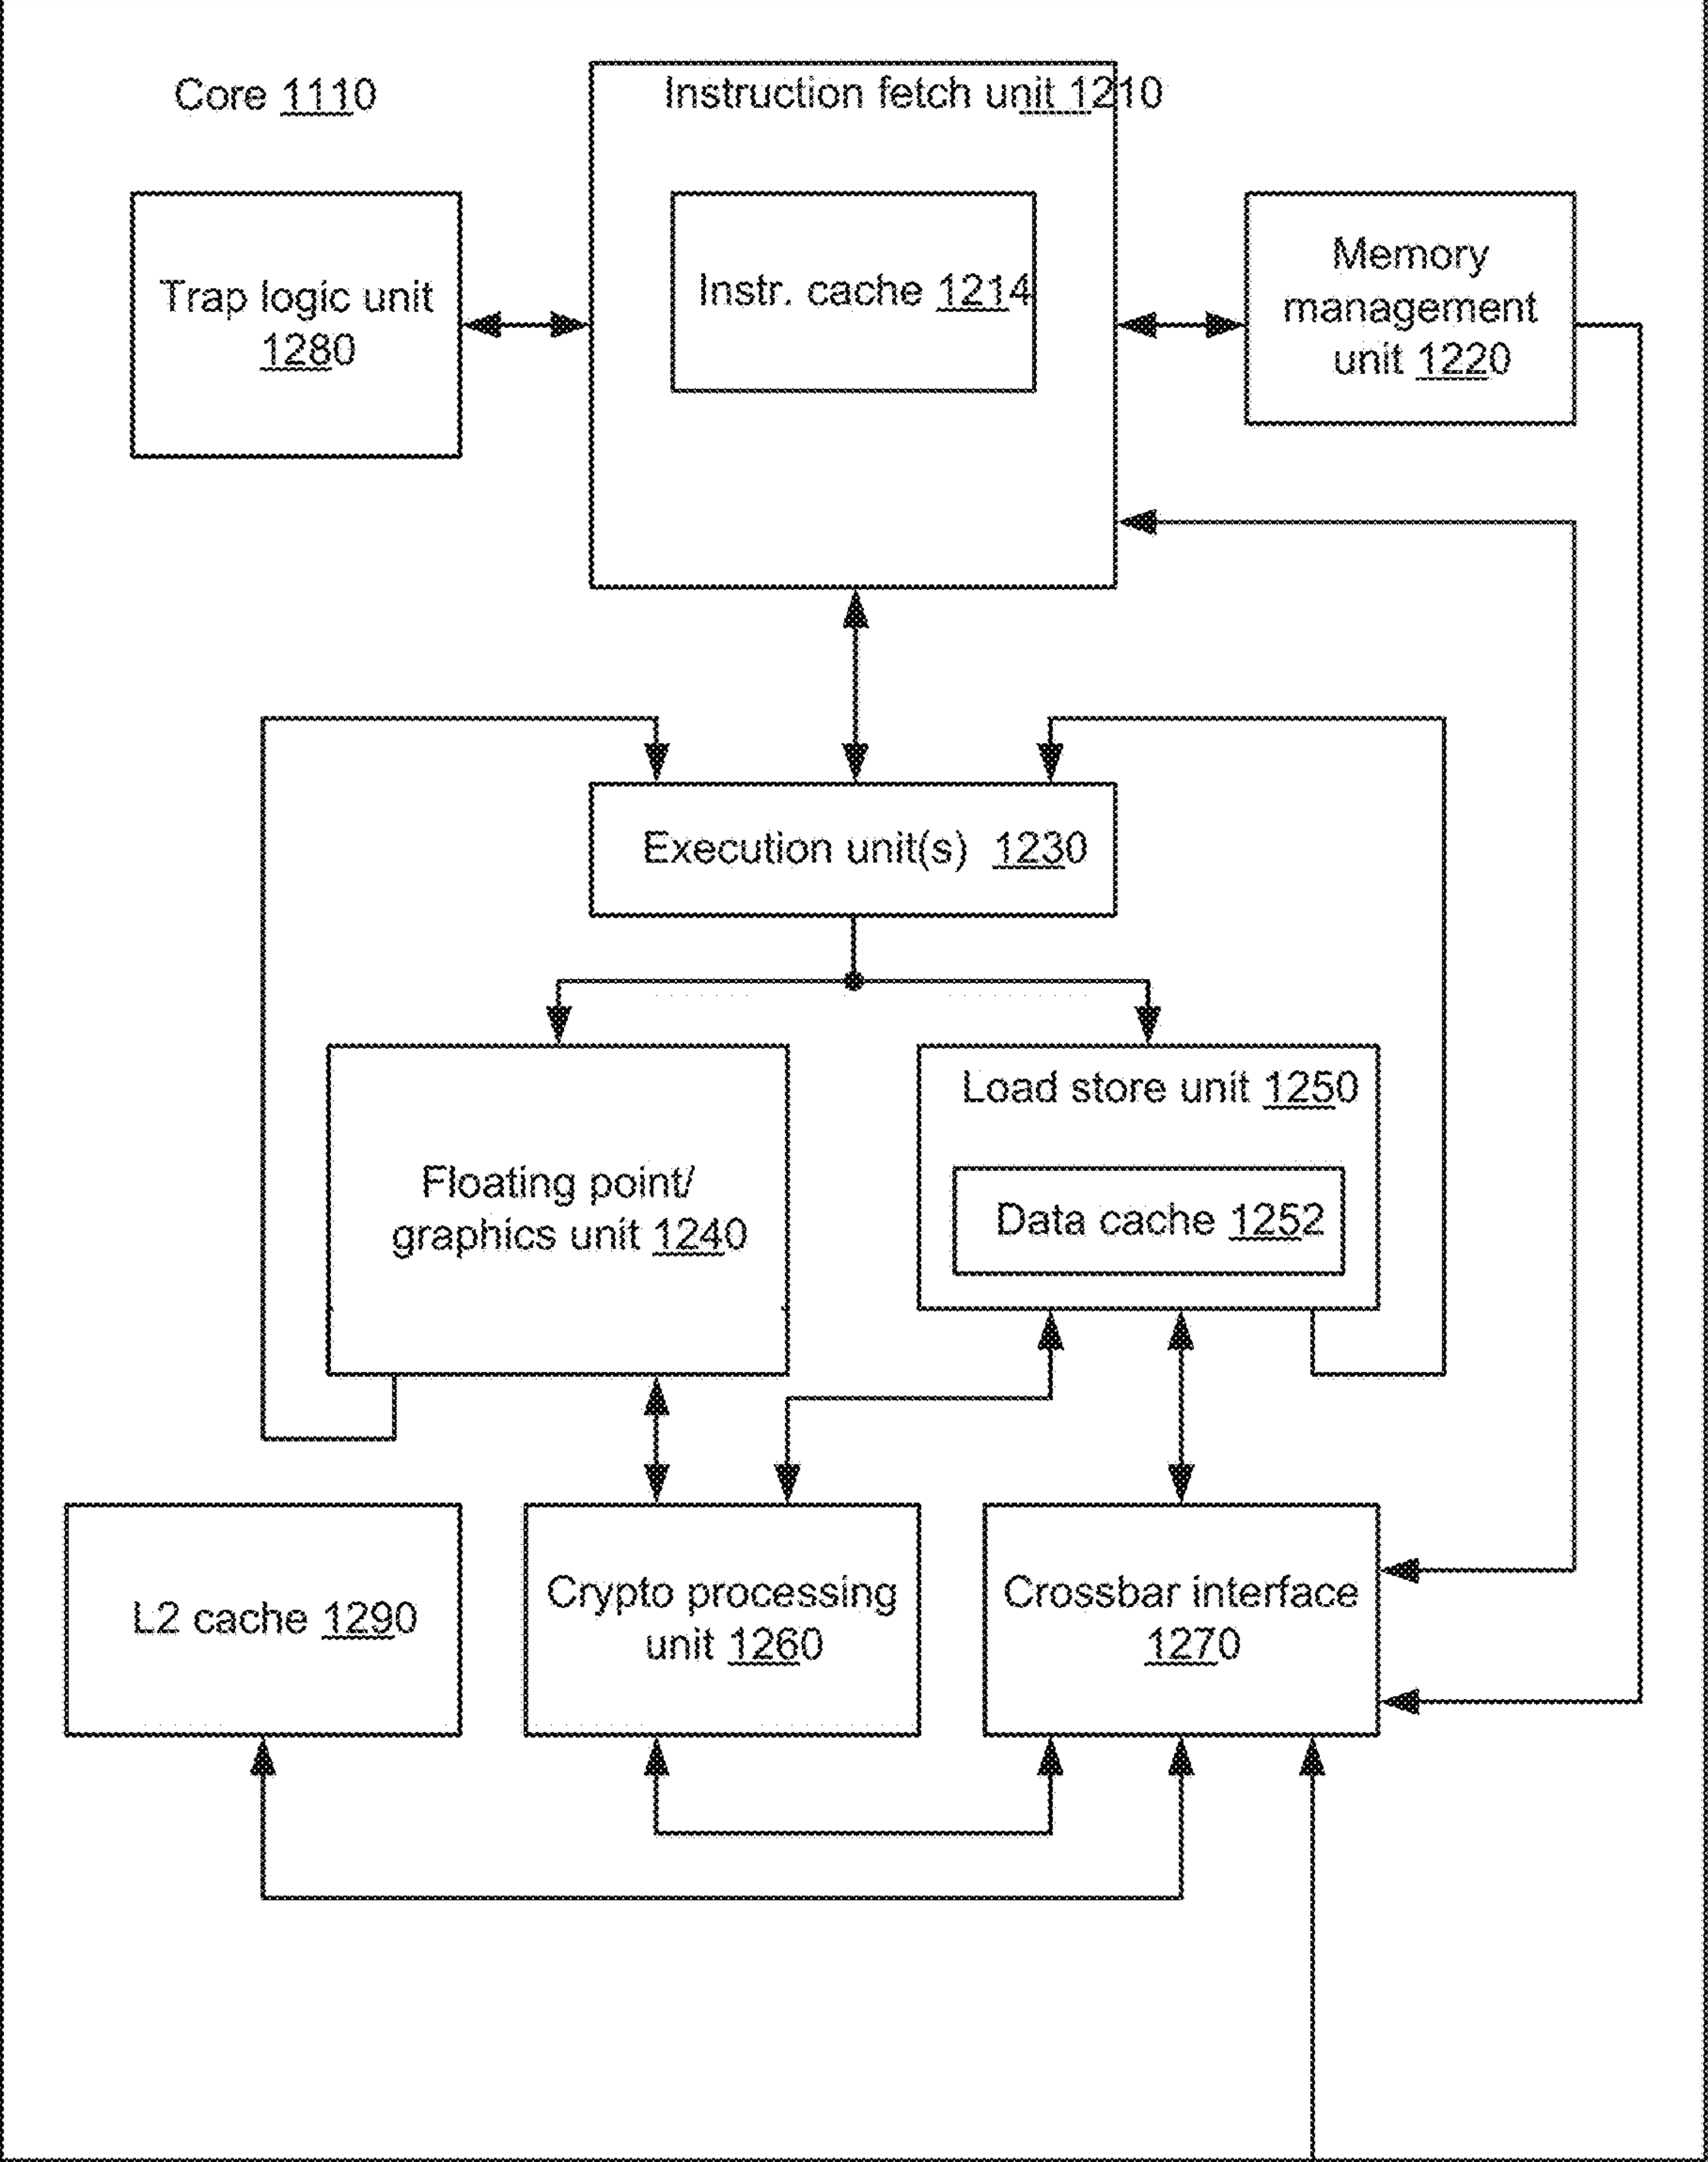 Core 1110
Instruction fetch unit 1210
Trap logic unit
1280
Instr. cache 1214
Memory
management
unit 1220
Execution unit(s) 1230
Floating point/
graphics unit 1240
Load store unit 1250
Data cache 1252
L2 cache 1290
Crypto processing
unit 1260
Crossbar interface
1270